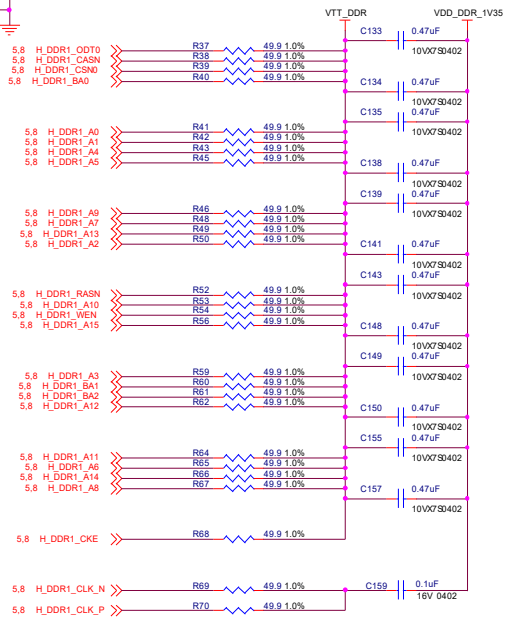 VTT_DDR VDD_DDR_1V35
C133 0.47uF
10VX7S0402
5,8 H_DDR1_ODT0 R37 49.9 1.0%
5,8 H_DDR1_CASN R38 49.9 1.0%
5,8 H_DDR1_CSN0 R39 49.9 1.0%
5,8 H_DDR1_BA0 R40 49.9 1.0%
C134 0.47uF
10VX7S0402
C135 0.47uF
10VX7S0402
5,8 H_DDR1_A0 R41 49.9 1.0%
5,8 H_DDR1_A1 R42 49.9 1.0%
5,8 H_DDR1_A4 R43 49.9 1.0%
5,8 H_DDR1_A5 R45 49.9 1.0%
C138 0.47uF
10VX7S0402
C139 0.47uF
10VX7S0402
5,8 H_DDR1_A9 R46 49.9 1.0%
5,8 H_DDR1_A7 R48 49.9 1.0%
5,8 H_DDR1_A13 R49 49.9 1.0%
5,8 H_DDR1_A2 R50 49.9 1.0%
C141 0.47uF
10VX7S0402
C143 0.47uF
10VX7S0402
5,8 H_DDR1_RASN R52 49.9 1.0%
5,8 H_DDR1_A10 R53 49.9 1.0%
5,8 H_DDR1_WEN R54 49.9 1.0%
5,8 H_DDR1_A15 R56 49.9 1.0%
C148 0.47uF
10VX7S0402
C149 0.47uF
10VX7S0402
5,8 H_DDR1_A3 R59 49.9 1.0%
5,8 H_DDR1_BA1 R60 49.9 1.0%
5,8 H_DDR1_BA2 R61 49.9 1.0%
5,8 H_DDR1_A12 R62 49.9 1.0%
C150 0.47uF
10VX7S0402
C155 0.47uF
10VX7S0402
5,8 H_DDR1_A11 R64 49.9 1.0%
5,8 H_DDR1_A6 R65 49.9 1.0%
5,8 H_DDR1_A14 R66 49.9 1.0%
5,8 H_DDR1_A8 R67 49.9 1.0%
C157 0.47uF
10VX7S0402
5,8 H_DDR1_CKE R68 49.9 1.0%
5,8 H_DDR1_CLK_N R69 49.9 1.0% C159 0.1uF
16V 0402
5,8 H_DDR1_CLK_P R70 49.9 1.0%